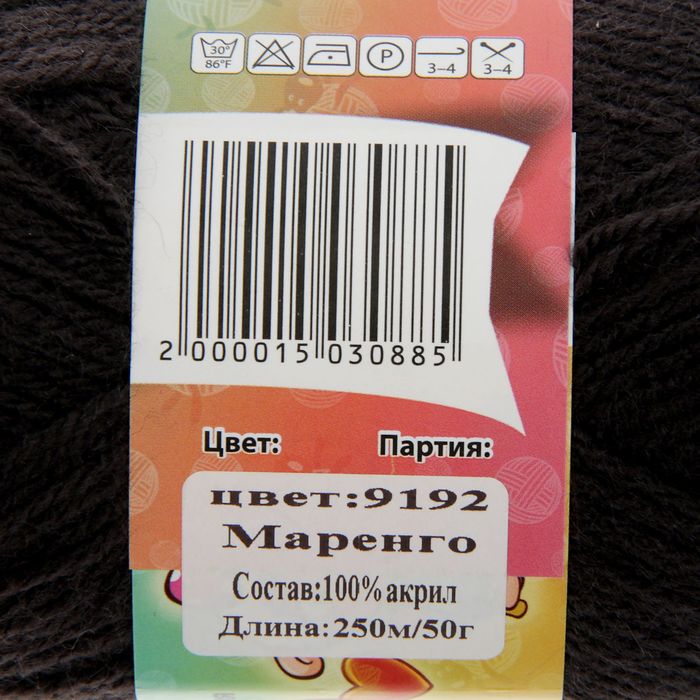 30°
86°F
P
3–4
3–4
2 000015 030885
Цвет: Партия:
цвет:9192
Маренго
Состав:100% акрил
Длина:250м/50г